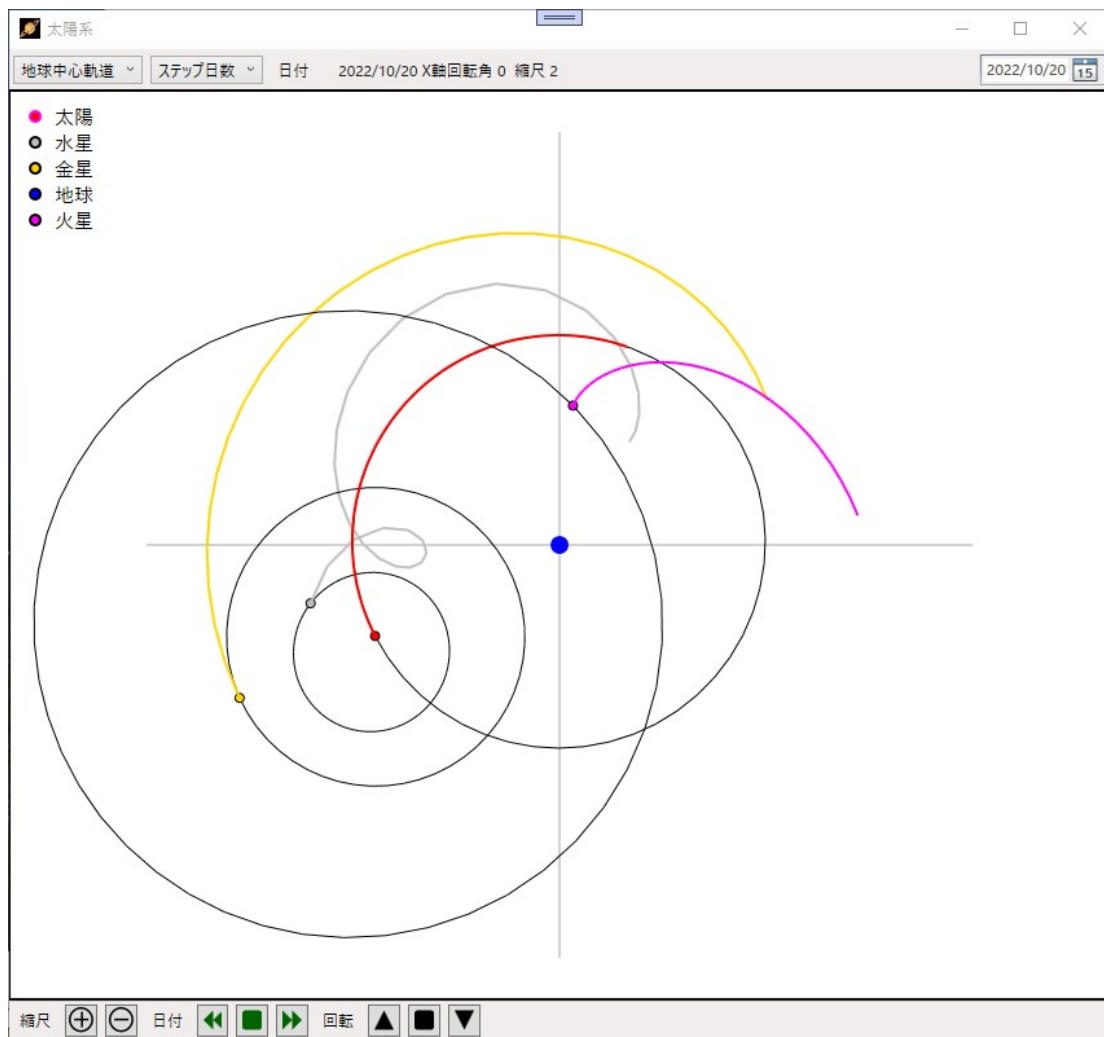 太陽系
地球中心軌道 ステップ日数 日付 2022/10/20 X軸回転角 0 縮尺 2 2022/10/20 15
太陽
水星
金星
地球
火星
縮尺 日付 回転